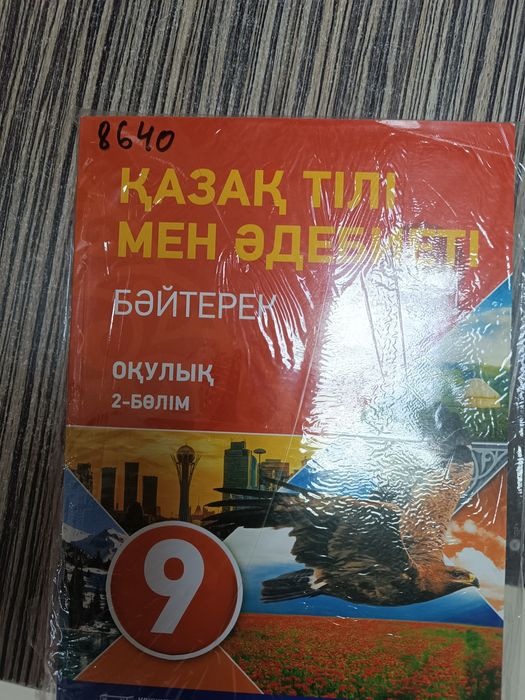 8640
ҚАЗАҚ ТІЛІ
МЕН ӘДЕБИЕТІ
БӘЙТЕРЕК
ОҚУЛЫҚ
2-БӨЛІМ
9